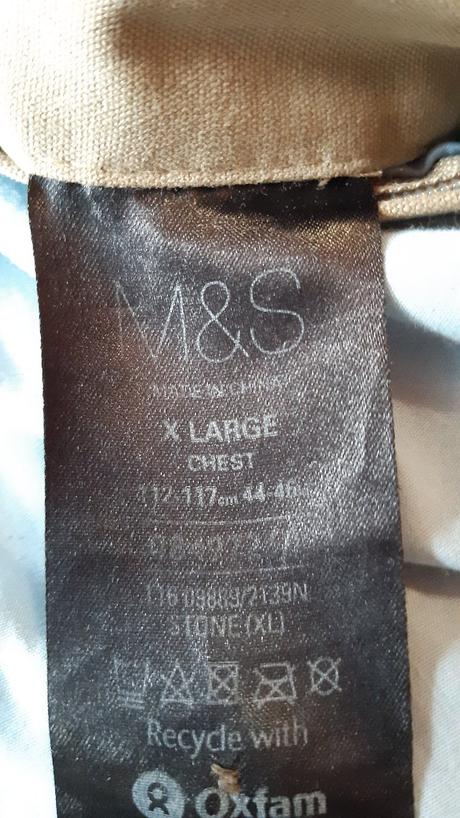 M&S
MADE IN CHINA
X LARGE
CHEST
112-117cm 44-46in
STONE (XL)
Recycle with
Oxfam